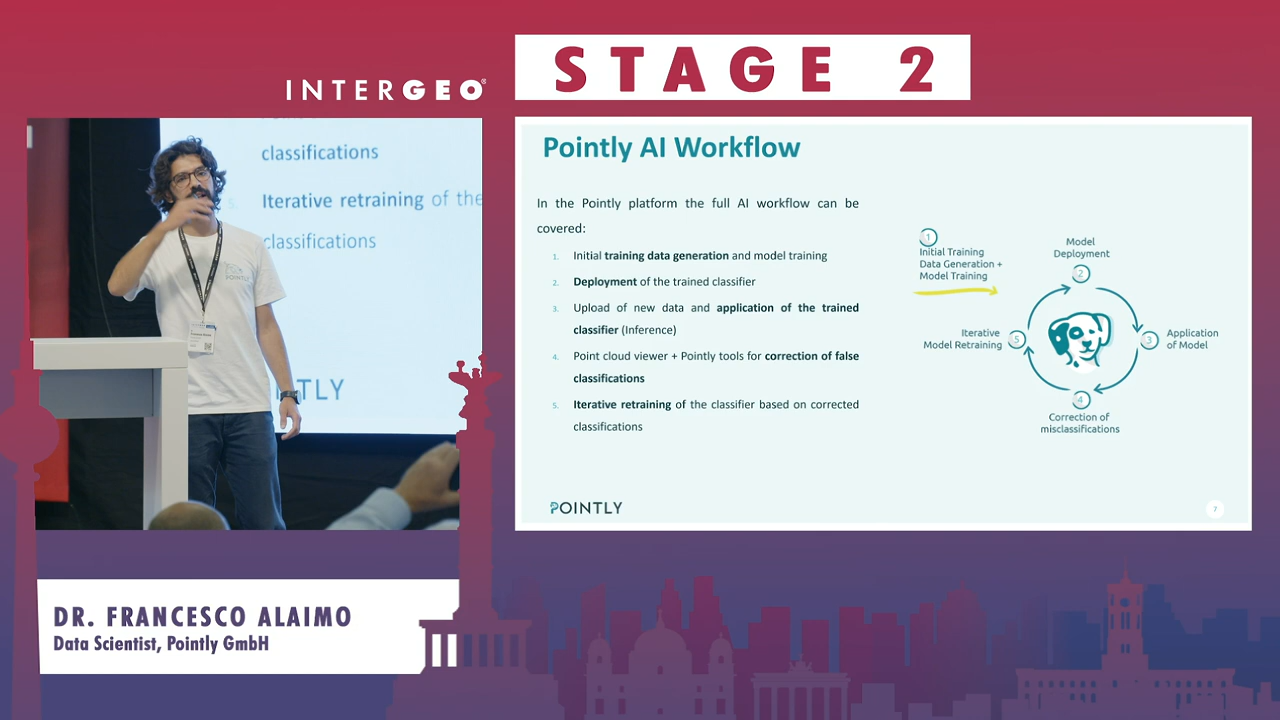 STAGE 2
INTERGEO®
classifications
5. Iterative retraining of the
classifications
POINTLY
Pointly AI Workflow
In the Pointly platform the full AI workflow can be
covered:
1. Initial training data generation and model training
2. Deployment of the trained classifier
3. Upload of new data and application of the trained
classifier (Inference)
4. Point cloud viewer + Pointly tools for correction of false
classifications
5. Iterative retraining of the classifier based on corrected
classifications
1
Initial Training
Data Generation +
Model Training
Model
Deployment
2
3
Application
of Model
4
Correction of
misclassifications
Iterative
Model Retraining
5
POINTLY
7
DR. FRANCESCO ALAIMO
Data Scientist, Pointly GmbH